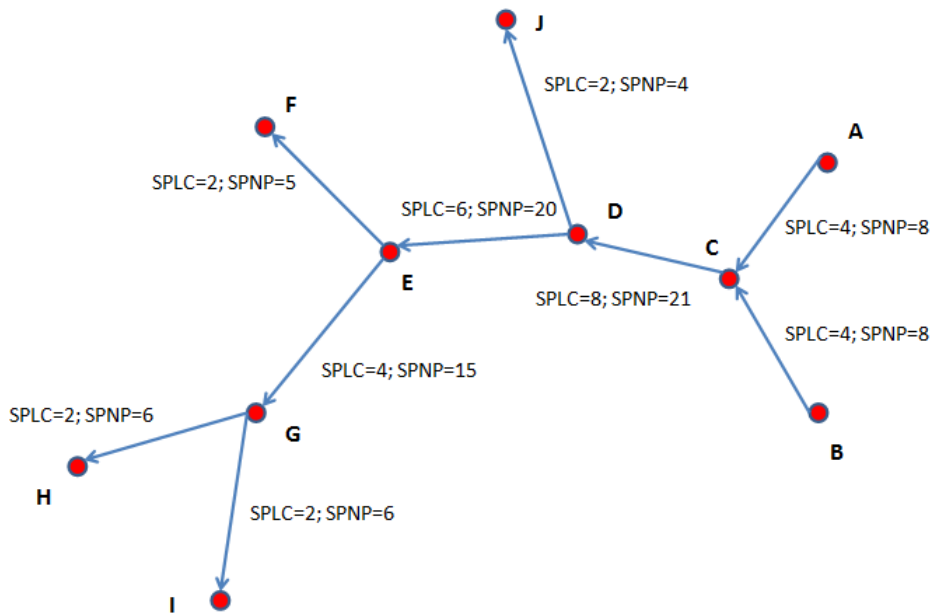 J
SPLC=2; SPNP=4
F
A
SPLC=2; SPNP=5
SPLC=6; SPNP=20
D
SPLC=4; SPNP=8
C
E
SPLC=8; SPNP=21
SPLC=4; SPNP=8
SPLC=4; SPNP=15
SPLC=2; SPNP=6
G
B
H
SPLC=2; SPNP=6
I